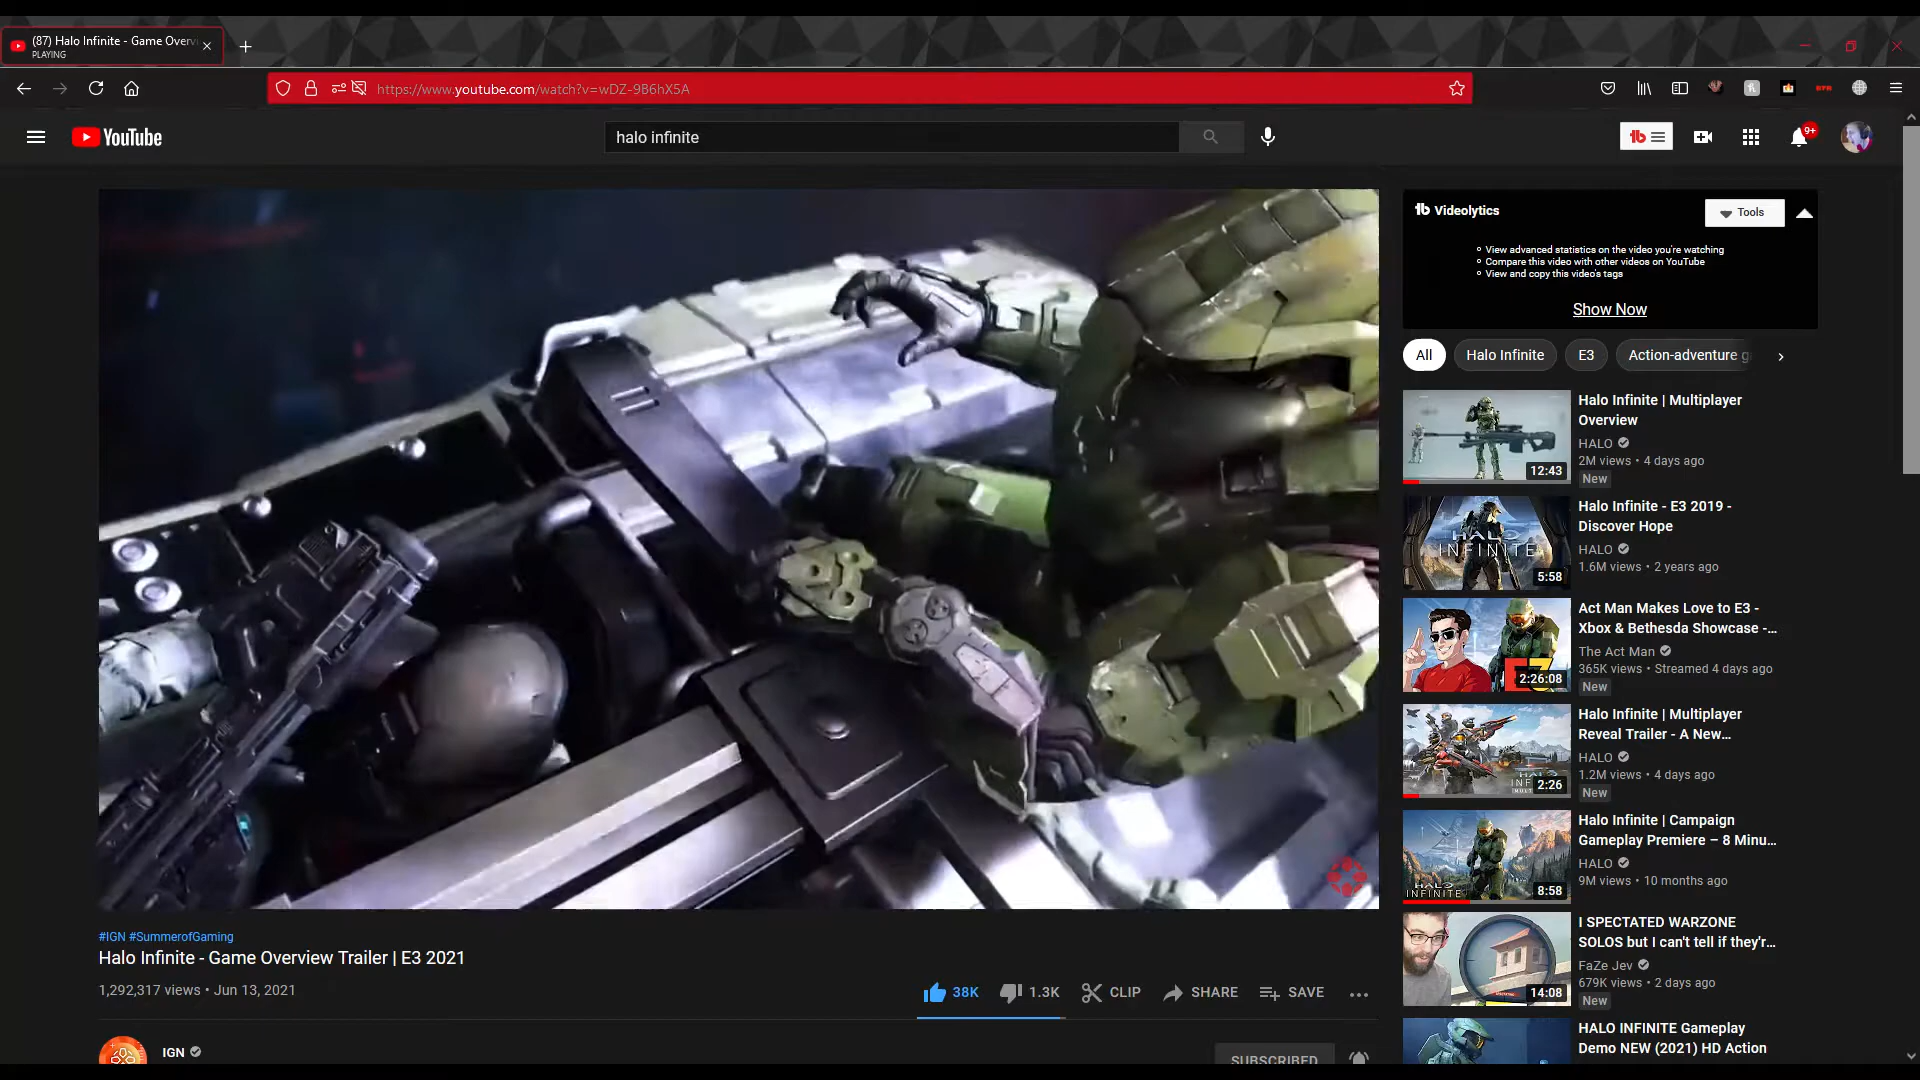 (87) Halo Infinite - Game Overv
PLAYING
https://www.youtube.com/watch?v=wDZ-9B6hX5A
YouTube
halo infinite
9+
Videolytics
Tools
View advanced statistics on the video you're watching
Compare this video with other videos on YouTube
View and copy this video's tags
Show Now
All
Halo Infinite
E3
Action-adventure g
Halo Infinite | Multiplayer
Overview
HALO
2M views • 4 days ago
New
12:43
Halo Infinite - E3 2019 -
Discover Hope
HALO
1.6M views • 2 years ago
HALO
INFINITE
5:58
Act Man Makes Love to E3 -
Xbox & Bethesda Showcase -...
The Act Man
365K views • Streamed 4 days ago
New
E3
2:26:08
Halo Infinite | Multiplayer
Reveal Trailer - A New...
HALO
1.2M views • 4 days ago
New
2:26
Halo Infinite | Campaign
Gameplay Premiere – 8 Minu...
HALO
9M views • 10 months ago
HALO
INFINITE
8:58
I SPECTATED WARZONE
SOLOS but I can't tell if they'r...
FaZe Jev
679K views • 2 days ago
New
14:08
HALO INFINITE Gameplay
Demo NEW (2021) HD Action
#IGN #SummerofGaming
Halo Infinite - Game Overview Trailer | E3 2021
1,292,317 views • Jun 13, 2021
38K
1.3K
CLIP
SHARE
SAVE
IGN
SUBSCRIBED